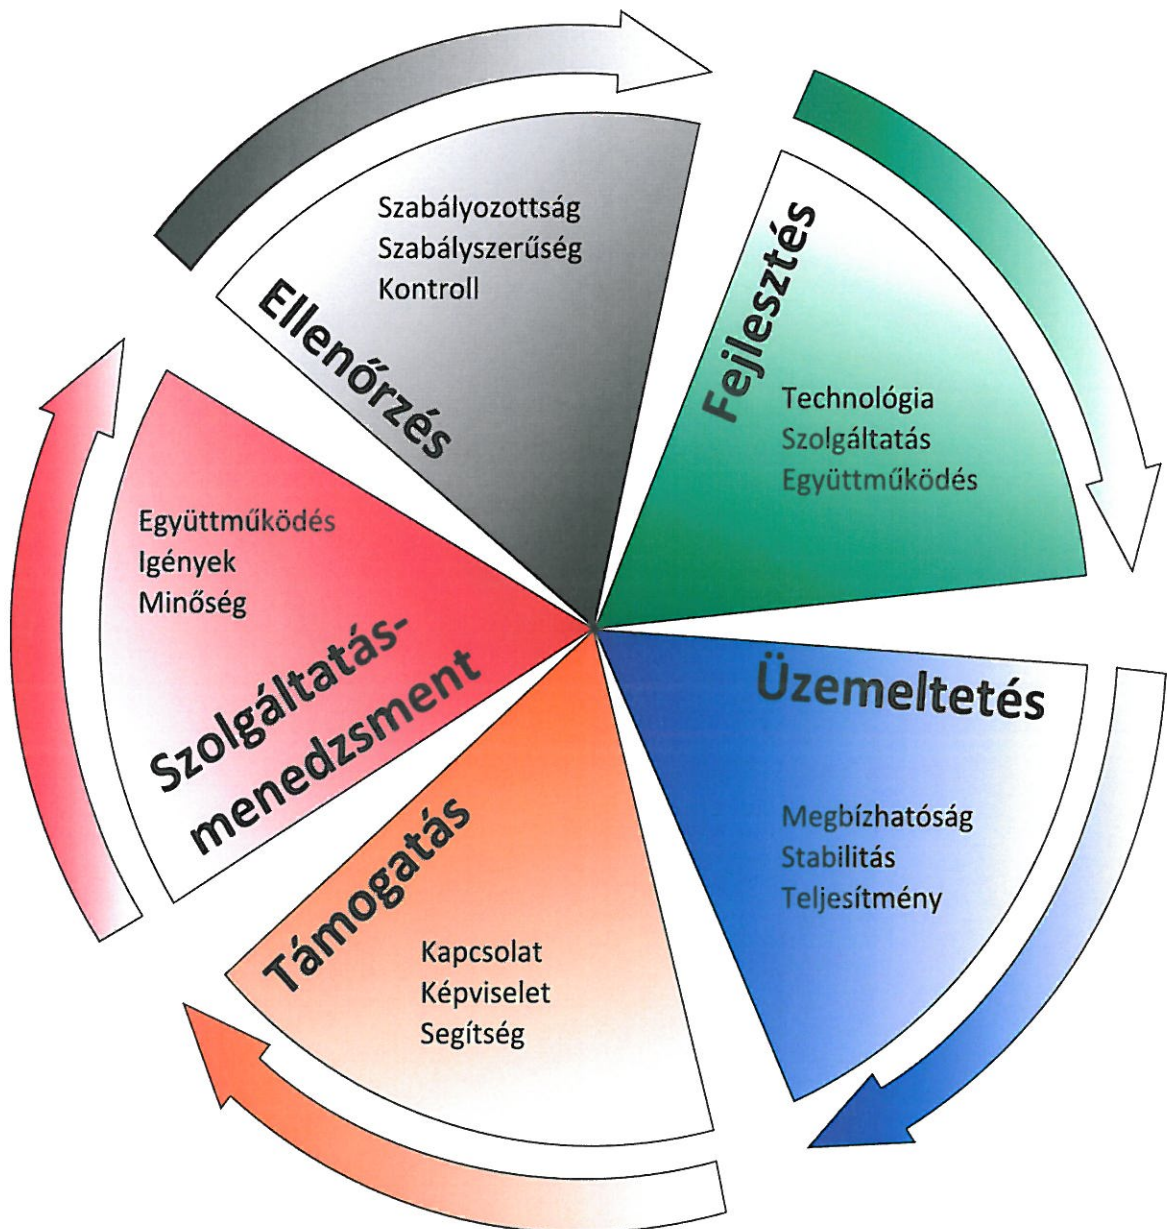 Ellenőrzés
Szabályozottság
Szabályszerűség
Kontroll
Fejlesztés
Technológia
Szolgáltatás
Együttműködés
Üzemeltetés
Megbízhatóság
Stabilitás
Teljesítmény
Támogatás
Kapcsolat
Képviselet
Segítség
Szolgáltatás-
menedzsment
Együttműködés
Igények
Minőség